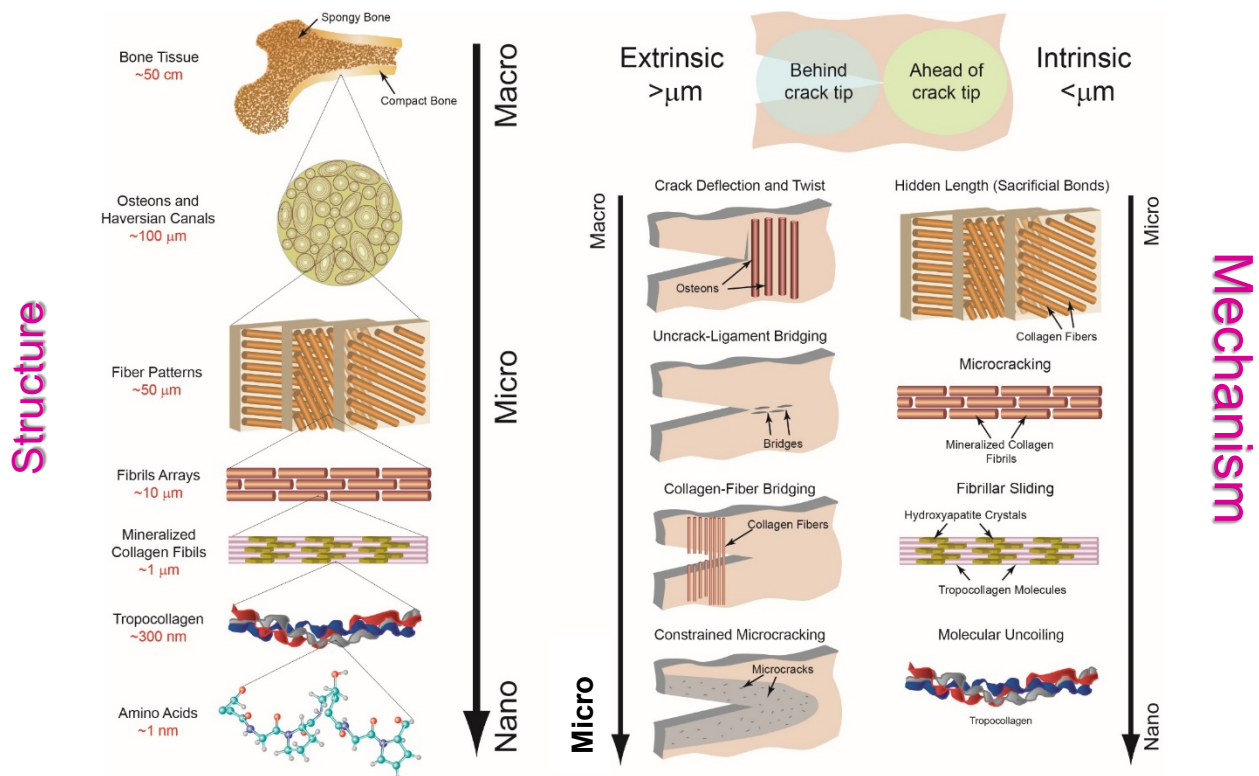 Structure
Spongy Bone
Bone Tissue
~50 cm
Compact Bone
Macro
Osteons and
Haversian Canals
~100 μm
Fiber Patterns
~50 μm
Micro
Fibrils Arrays
~10 μm
Mineralized
Collagen Fibils
~1 μm
Tropocollagen
~300 nm
Amino Acids
~1 nm
Nano
Extrinsic
>μm
Behind
crack tip
Ahead of
crack tip
Intrinsic
<μm
Macro
Crack Deflection and Twist
Osteons
Uncrack-Ligament Bridging
Bridges
Collagen-Fiber Bridging
Collagen Fibers
Constrained Microcracking
Microcracks
Micro
Hidden Length (Sacrificial Bonds)
Micro
Collagen Fibers
Microcracking
Mineralized Collagen
Fibrils
Fibrillar Sliding
Hydroxyapatite Crystals
Tropocollagen Molecules
Molecular Uncoiling
Tropocollagen
Nano
Mechanism